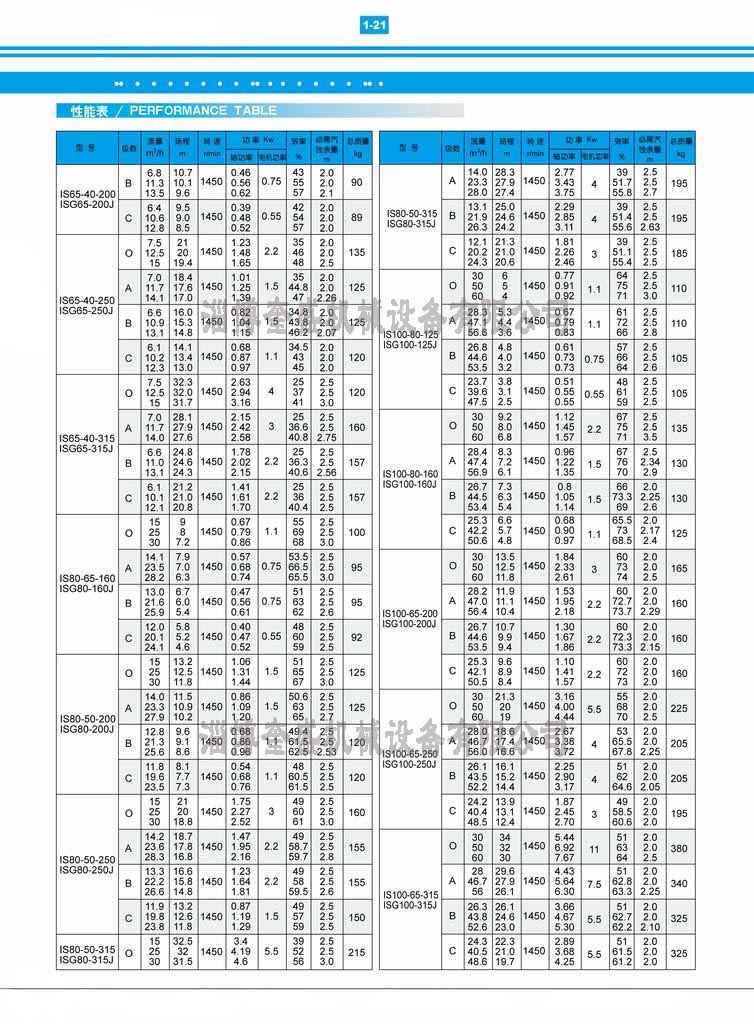 1-21
性能表 / PERFORMANCE TABLE
型 号 级数 流量 m³/h 扬程 m 转 速 r/min 功 率 Kw 轴功率 电机功率 效率 % 必需汽蚀余量 m 总质量 kg
IS65-40-200
ISG65-200J
B 6.8 10.7 1450 0.46 0.75 43 2.0 90
11.3 10.1 0.56 55 2.0
13.5 9.6 0.62 57 2.1
C 6.4 9.5 1450 0.39 0.55 42 2.0 89
10.6 9.0 0.48 54 2.0
12.8 8.5 0.52 57 2.0
IS65-40-250
ISG65-250J
O 7.5 21 1450 1.23 2.2 35 2.0 135
12.5 20 1.48 46 2.0
15 19.4 1.65 48 2.5
A 7.0 18.4 1450 1.01 1.5 35 2.0 125
11.7 17.6 1.25 44.8 2.0
14.1 17.0 1.39 47 2.26
B 6.6 16.0 1450 0.82 1.5 34.8 2.0 125
10.9 15.3 1.04 43.8 2.0
13.1 14.8 1.15 46.2 2.07
C 6.1 14.1 1450 0.68 1.1 34.5 2.0 120
10.2 13.4 0.87 43 2.0
12.3 13.0 0.97 45 2.0
IS65-40-315
ISG65-315J
O 7.5 32.3 1450 2.63 4 25 2.5 120
12.5 32.0 2.94 37 2.5
15 31.7 3.16 41 3.0
A 7.0 28.1 1450 2.15 3 25 2.5 160
11.7 27.9 2.42 36.6 2.5
14.0 27.6 2.58 40.8 2.75
B 6.6 24.8 1450 1.78 2.2 25 2.5 157
11.0 24.6 2.02 36.3 2.5
13.1 24.3 2.15 40.6 2.56
C 6.1 21.2 1450 1.41 2.2 25 2.5 157
10.1 21.0 1.61 36 2.5
12.1 20.8 1.70 40.4 2.5
IS80-65-160
ISG80-160J
O 15 9 1450 0.67 1.1 55 2.5 100
25 8 0.79 69 2.5
30 7.2 0.86 68 3.0
A 14.1 7.9 1450 0.57 0.75 53.5 2.5 95
23.5 7.0 0.68 66.5 2.5
28.2 6.3 0.74 65.5 3.0
B 13.0 6.7 1450 0.47 0.75 51 2.5 95
21.6 6.0 0.56 63 2.5
25.9 5.4 0.61 62 2.6
C 12.0 5.8 1450 0.40 0.55 48 2.5 92
20.1 5.2 0.47 60 2.5
24.1 4.6 0.52 59 2.5
IS80-50-200
ISG80-200J
O 15 13.2 1450 1.06 1.5 51 2.5 125
25 12.5 1.31 65 2.5
30 11.8 1.44 67 3.0
A 14.0 11.5 1450 0.86 1.5 50.6 2.5 125
23.3 10.9 1.09 63 2.5
27.9 10.2 1.20 65
B 12.8 9.6 1450 0.68 1.1 49.4 2.5 120
21.3 9.1 0.86 61.5 2.5
25.6 8.6 0.96 62.5 2.53
C 11.8 8.1 1450 0.54 1.1 48 2.5 120
19.6 7.7 0.68 60.5 2.5
23.5 7.3 0.76 61.5 2.5
IS80-50-250
ISG80-250J
O 15 21 1450 1.75 3 49 2.5 160
25 20 2.27 60 2.5
30 18.8 2.52 61 3.0
A 14.2 18.7 1450 1.47 2.2 49 2.5 155
23.6 17.8 1.95 58.7 2.5
28.3 16.8 2.16 59.7 2.8
B 13.3 16.6 1450 1.23 2.2 49 2.5 155
22.2 15.8 1.64 58 2.5
26.6 14.8 1.81 59.5 2.6
C 11.9 13.2 1450 0.87 1.5 49 2.5 150
19.8 12.6 1.19 57 2.5
23.8 11.8 1.29 59 2.5
IS80-50-315
ISG80-315J
O 15 32.5 1450 3.4 5.5 39 2.5 215
25 32 4.19 52 2.5
30 31.5 4.6 56 3.0
型 号 级数 流量 m³/h 扬程 m 转 速 r/min 功 率 Kw 轴功率 电机功率 效率 % 必需汽蚀余量 m 总质量 kg
IS80-50-315
ISG80-315J
A 14.0 28.3 1450 2.77 4 39 2.5 195
23.3 27.9 3.43 51.7 2.5
28.0 27.4 3.75 55.8 2.7
B 13.1 25.0 1450 2.29 4 39 2.5 195
21.9 24.6 2.85 51.4 2.5
26.3 24.2 3.11 55.6 2.63
C 12.1 21.3 1450 1.81 3 39 2.5 185
20.2 21.0 2.26 51.1 2.5
24.3 20.6 2.46 55.4 2.5
IS100-80-125
ISG100-125J
O 30 6 1450 0.77 1.1 64 2.5 110
50 5 0.91 75 2.5
60 4 0.92 71 3.0
A 28.3 5.3 1450 0.67 1.1 61 2.5 110
47.1 4.4 0.79 72 2.5
56.6 3.6 0.83 66 2.8
B 26.8 4.8 1450 0.61 0.75 57 2.5 105
44.6 4.0 0.73 66 2.5
53.5 3.2 0.73 64 2.6
C 23.7 3.8 1450 0.51 0.55 48 2.5 105
39.6 3.1 0.55 61 2.5
47.5 2.5 0.55 59 2.5
IS100-80-160
ISG100-160J
O 30 9.2 1450 1.12 2.2 67 2.5 135
50 8.0 1.45 75 2.5
60 6.8 1.57 71 3.5
A 28.4 8.3 1450 0.96 1.5 67 2.5 130
47.4 7.2 1.22 76 2.34
56.9 6.1 1.35 70 2.9
B 26.7 7.3 1450 0.8 1.5 66 2.0 130
44.5 6.3 1.05 73.3 2.25
53.4 5.4 1.14 69 2.6
C 25.3 6.6 1450 0.68 1.1 65.5 2.0 125
42.2 5.7 0.90 73 2.17
50.6 4.8 0.97 68.5 2.4
IS100-65-200
ISG100-200J
O 30 13.5 1450 1.84 3 60 2.0 165
50 12.5 2.33 73 2.0
60 11.8 2.61 74 2.5
A 28.2 11.9 1450 1.53 2.2 60 2.0 160
47.0 11.1 1.95 72.7 2.0
56.4 10.4 2.18 73.7 2.29
B 26.7 10.7 1450 1.30 2.2 60 2.0 160
44.6 9.9 1.67 72.3 2.0
53.5 9.4 1.86 73.3 2.15
C 25.3 9.6 1450 1.10 2.2 60 2.0 160
42.1 8.9 1.41 72 2.0
50.5 8.4 1.57 73 2.0
IS100-65-250
ISG100-250J
O 30 21.3 1450 3.16 5.5 55 2.0 225
50 20 4.00 68 2.0
60 19 4.44 70 2.5
A 28.0 18.6 1450 2.67 4 53 2.0 205
46.7 17.4 3.38 65.5 2.0
56.0 16.6 3.72 67.8 2.25
B 26.1 16.1 1450 2.25 4 51 2.0 205
43.5 15.2 2.90 62 2.0
52.2 14.4 3.17 64.6 2.05
C 24.2 13.9 1450 1.87 3 49 2.0 195
40.4 13.1 2.45 58.5 2.0
48.5 12.4 2.70 60.6 2.0
IS100-65-315
ISG100-315J
O 30 34 1450 5.44 11 51 2.0 380
50 32 6.92 63 2.0
60 30 7.67 64 2.5
A 28 29.6 1450 4.43 7.5 51 2.0 340
46.7 27.9 5.64 62.8 2.0
56 26.1 6.30 63.3 2.25
B 26.3 26.1 1450 3.66 5.5 51 2.0 325
43.8 24.6 4.67 62.7 2.0
52.6 23.0 5.30 62.2 2.10
C 24.3 22.3 1450 2.89 5.5 51 2.0 325
40.5 21.0 3.68 61.5 2.0
48.6 19.7 4.25 61.2 2.0